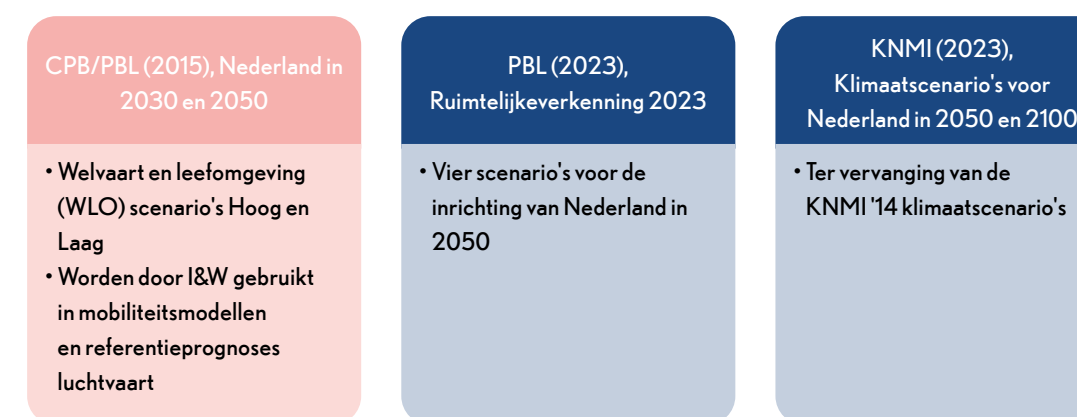 CPB/PBL (2015), Nederland in
2030 en 2050
• Welvaart en leefomgeving
(WLO) scenario's Hoog en
Laag
• Worden door I&W gebruikt
in mobiliteitsmodellen
en referentieprognoses
luchtvaart
PBL (2023),
Ruimtelijkeverkenning 2023
• Vier scenario's voor de
inrichting van Nederland in
2050
KNMI (2023),
Klimaatscenario's voor
Nederland in 2050 en 2100
• Ter vervanging van de
KNMI '14 klimaatscenario's